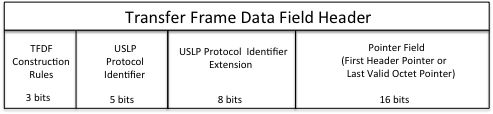 Transfer Frame Data Field Header
TFDF
Construction
Rules
3 bits
USLP
Protocol
Identifier
5 bits
USLP Protocol Identifier
Extension
8 bits
Pointer Field
(First Header Pointer or
Last Valid Octet Pointer)
16 bits